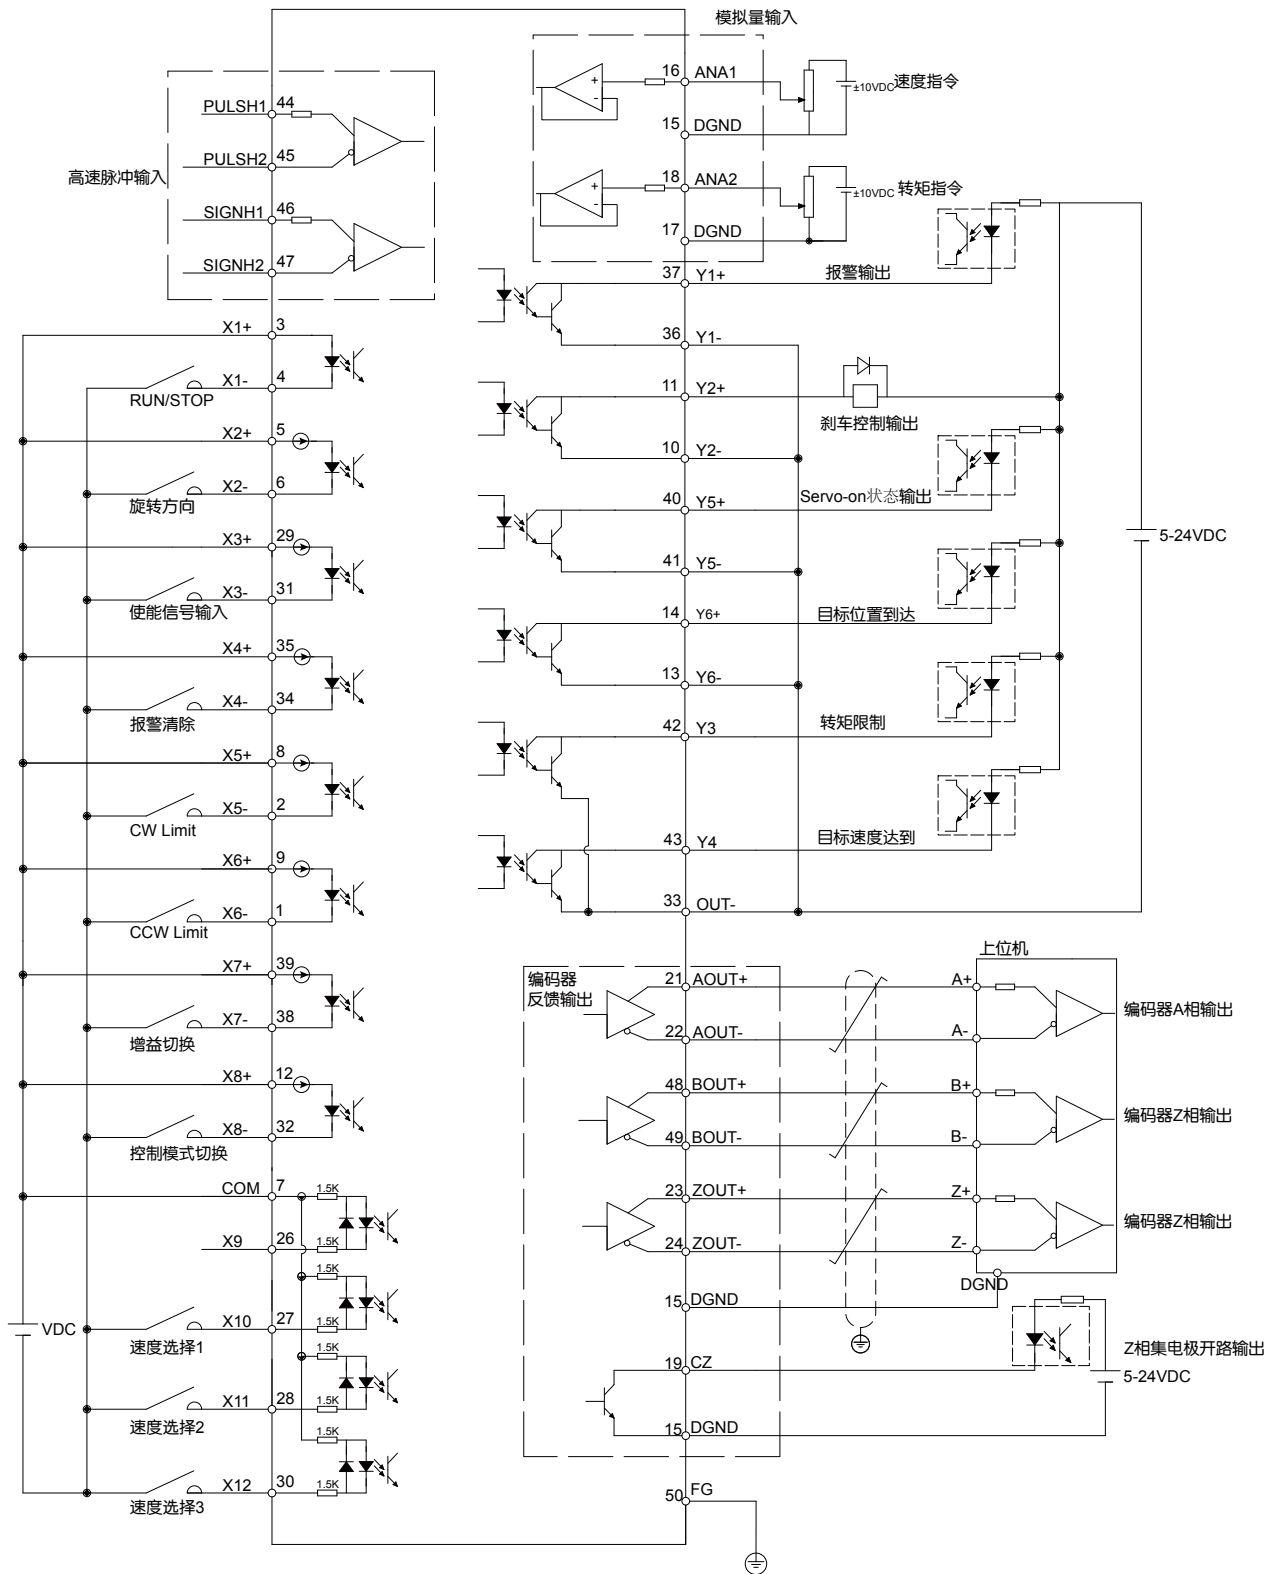 模拟量输入
16 ANA1
+
-
±10VDC 速度指令
15 DGND
18 ANA2
+
-
±10VDC 转矩指令
17 DGND
高速脉冲输入
PULSH1 44
PULSH2 45
SIGNH1 46
SIGNH2 47
X1+ 3
X1- 4
RUN/STOP
X2+ 5
X2- 6
旋转方向
X3+ 29
X3- 31
使能信号输入
X4+ 35
X4- 34
报警清除
X5+ 8
X5- 2
CW Limit
X6+ 9
X6- 1
CCW Limit
X7+ 39
X7- 38
增益切换
X8+ 12
X8- 32
控制模式切换
COM 7 1.5K
X9 26 1.5K
1.5K
VDC
X10 27 1.5K
速度选择1
1.5K
X11 28 1.5K
速度选择2
1.5K
X12 30 1.5K
速度选择3
37 Y1+ 报警输出
36 Y1-
11 Y2+
刹车控制输出
10 Y2-
40 Y5+ Servo-on状态输出
41 Y5-
5-24VDC
14 Y6+ 目标位置到达
13 Y6-
42 Y3 转矩限制
43 Y4 目标速度达到
33 OUT-
上位机
编码器
反馈输出
21 AOUT+ A+
编码器A相输出
22 AOUT- A-
48 BOUT+ B+
编码器Z相输出
49 BOUT- B-
23 ZOUT+ Z+
编码器Z相输出
24 ZOUT- Z-
DGND
15 DGND
Z相集电极开路输出
19 CZ
5-24VDC
15 DGND
50 FG